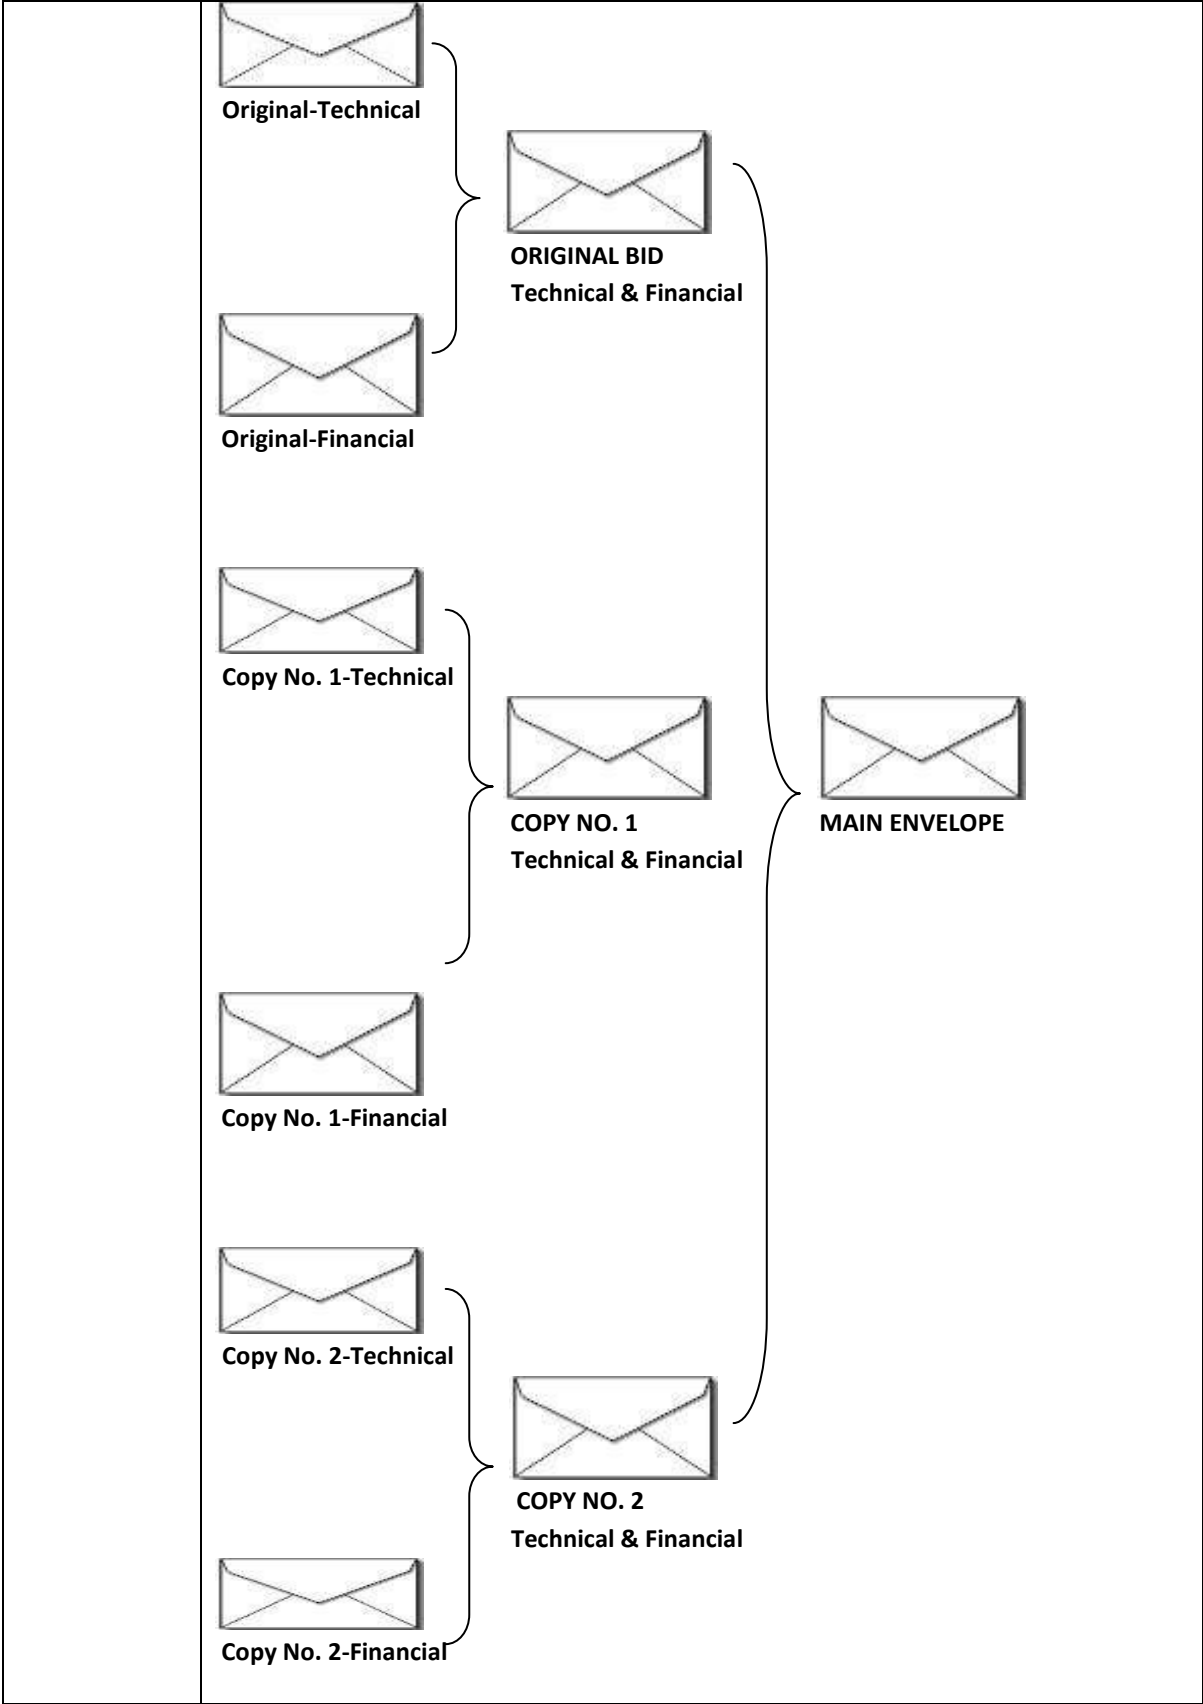 Original-Technical
ORIGINAL BID
Technical & Financial
Original-Financial
Copy No. 1-Technical
COPY NO. 1
Technical & Financial
MAIN ENVELOPE
Copy No. 1-Financial
Copy No. 2-Technical
COPY NO. 2
Technical & Financial
Copy No. 2-Financial